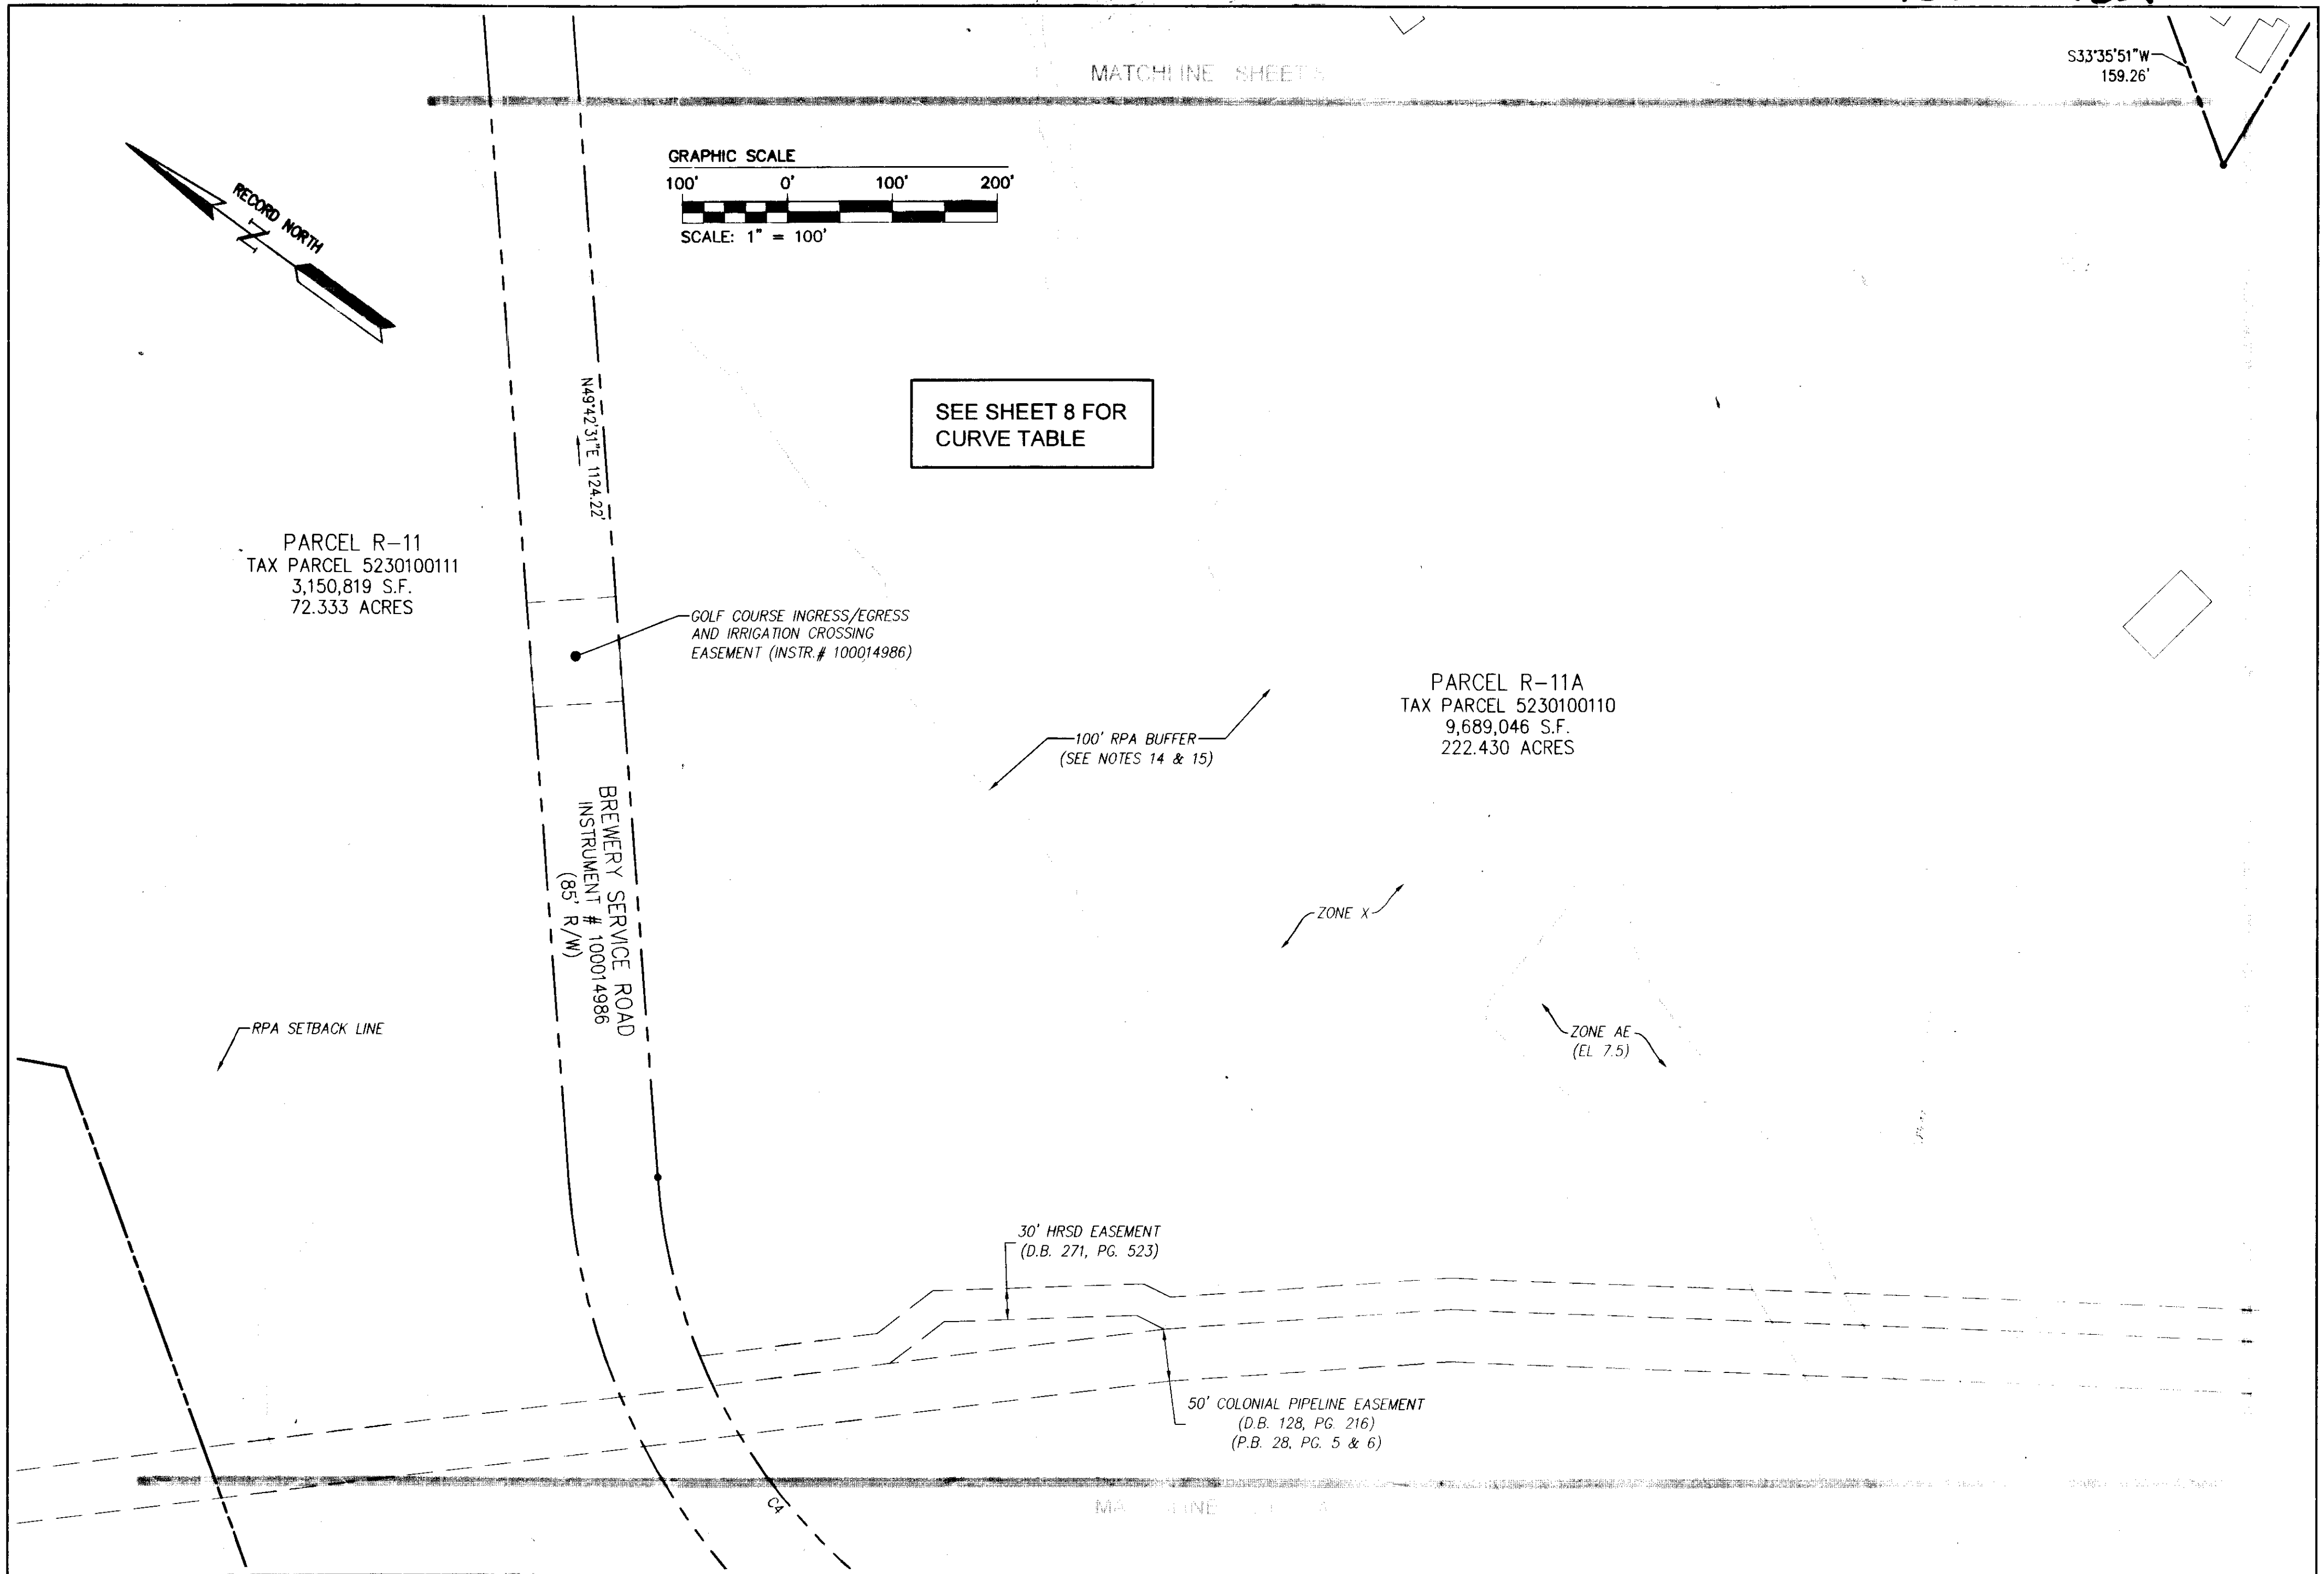 MATCHLINE SHEET
S33°35'51"W
159.26'
GRAPHIC SCALE
100' 0' 100' 200'
SCALE: 1" = 100'
RECORD NORTH
N
N49°42'31"E 1124.22'
SEE SHEET 8 FOR
CURVE TABLE
PARCEL R-11
TAX PARCEL 5230100111
3,150,819 S.F.
72.333 ACRES
GOLF COURSE INGRESS/EGRESS
AND IRRIGATION CROSSING
EASEMENT (INSTR.# 100014986)
PARCEL R-11A
TAX PARCEL 5230100110
9,689,046 S.F.
222.430 ACRES
100' RPA BUFFER
(SEE NOTES 14 & 15)
BREWERY SERVICE ROAD
INSTRUMENT # 100014986
(85' R/W)
ZONE X
RPA SETBACK LINE
ZONE AE
(EL 7.5)
30' HRSD EASEMENT
(D.B. 271, PG. 523)
50' COLONIAL PIPELINE EASEMENT
(D.B. 128, PG. 216)
(P.B. 28, PG. 5 & 6)
C4